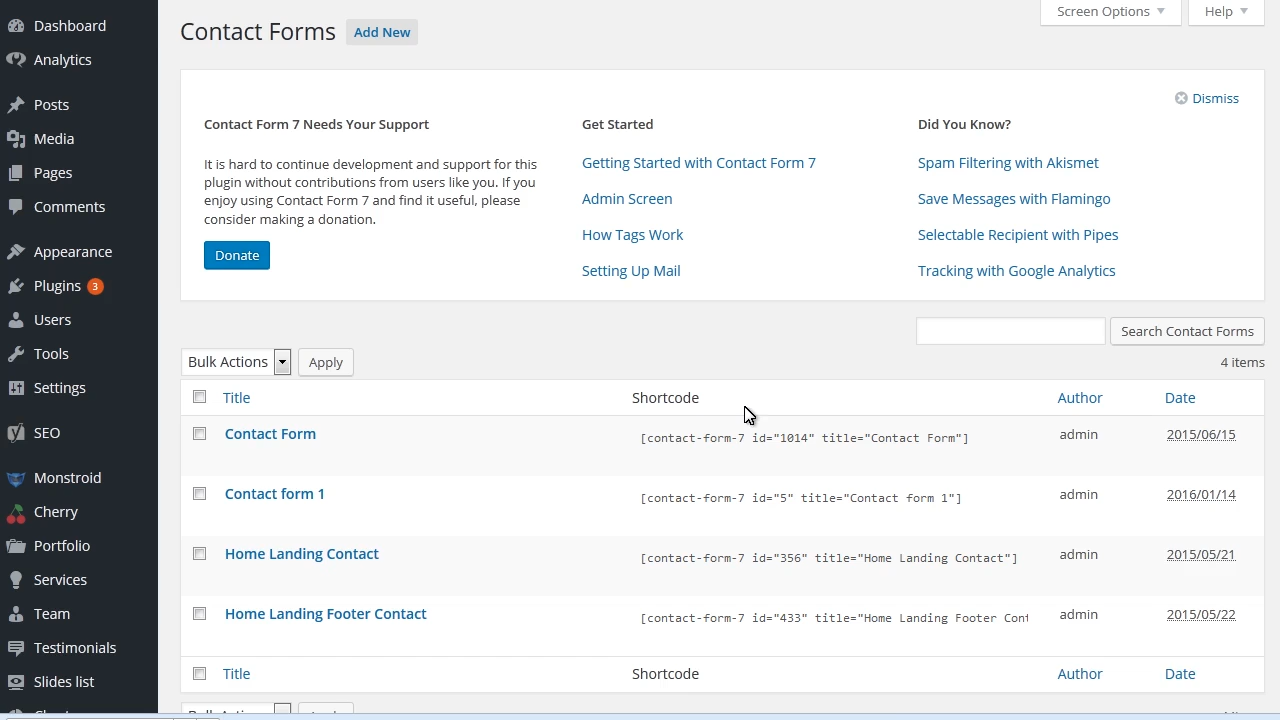 Dashboard
Analytics
Posts
Media
Pages
Comments
Appearance
Plugins 3
Users
Tools
Settings
SEO
Monstroid
Cherry
Portfolio
Services
Team
Testimonials
Slides list
Screen Options
Help
Contact Forms
Add New
Dismiss
Contact Form 7 Needs Your Support
It is hard to continue development and support for this
plugin without contributions from users like you. If you
enjoy using Contact Form 7 and find it useful, please
consider making a donation.
Donate
Get Started
Getting Started with Contact Form 7
Admin Screen
How Tags Work
Setting Up Mail
Did You Know?
Spam Filtering with Akismet
Save Messages with Flamingo
Selectable Recipient with Pipes
Tracking with Google Analytics
Search Contact Forms
Bulk Actions
Apply
4 items
Title Shortcode Author Date
Contact Form [contact-form-7 id="1014" title="Contact Form"] admin 2015/06/15
Contact form 1 [contact-form-7 id="5" title="Contact form 1"] admin 2016/01/14
Home Landing Contact [contact-form-7 id="356" title="Home Landing Contact"] admin 2015/05/21
Home Landing Footer Contact [contact-form-7 id="433" title="Home Landing Footer Cont admin 2015/05/22
Title Shortcode Author Date